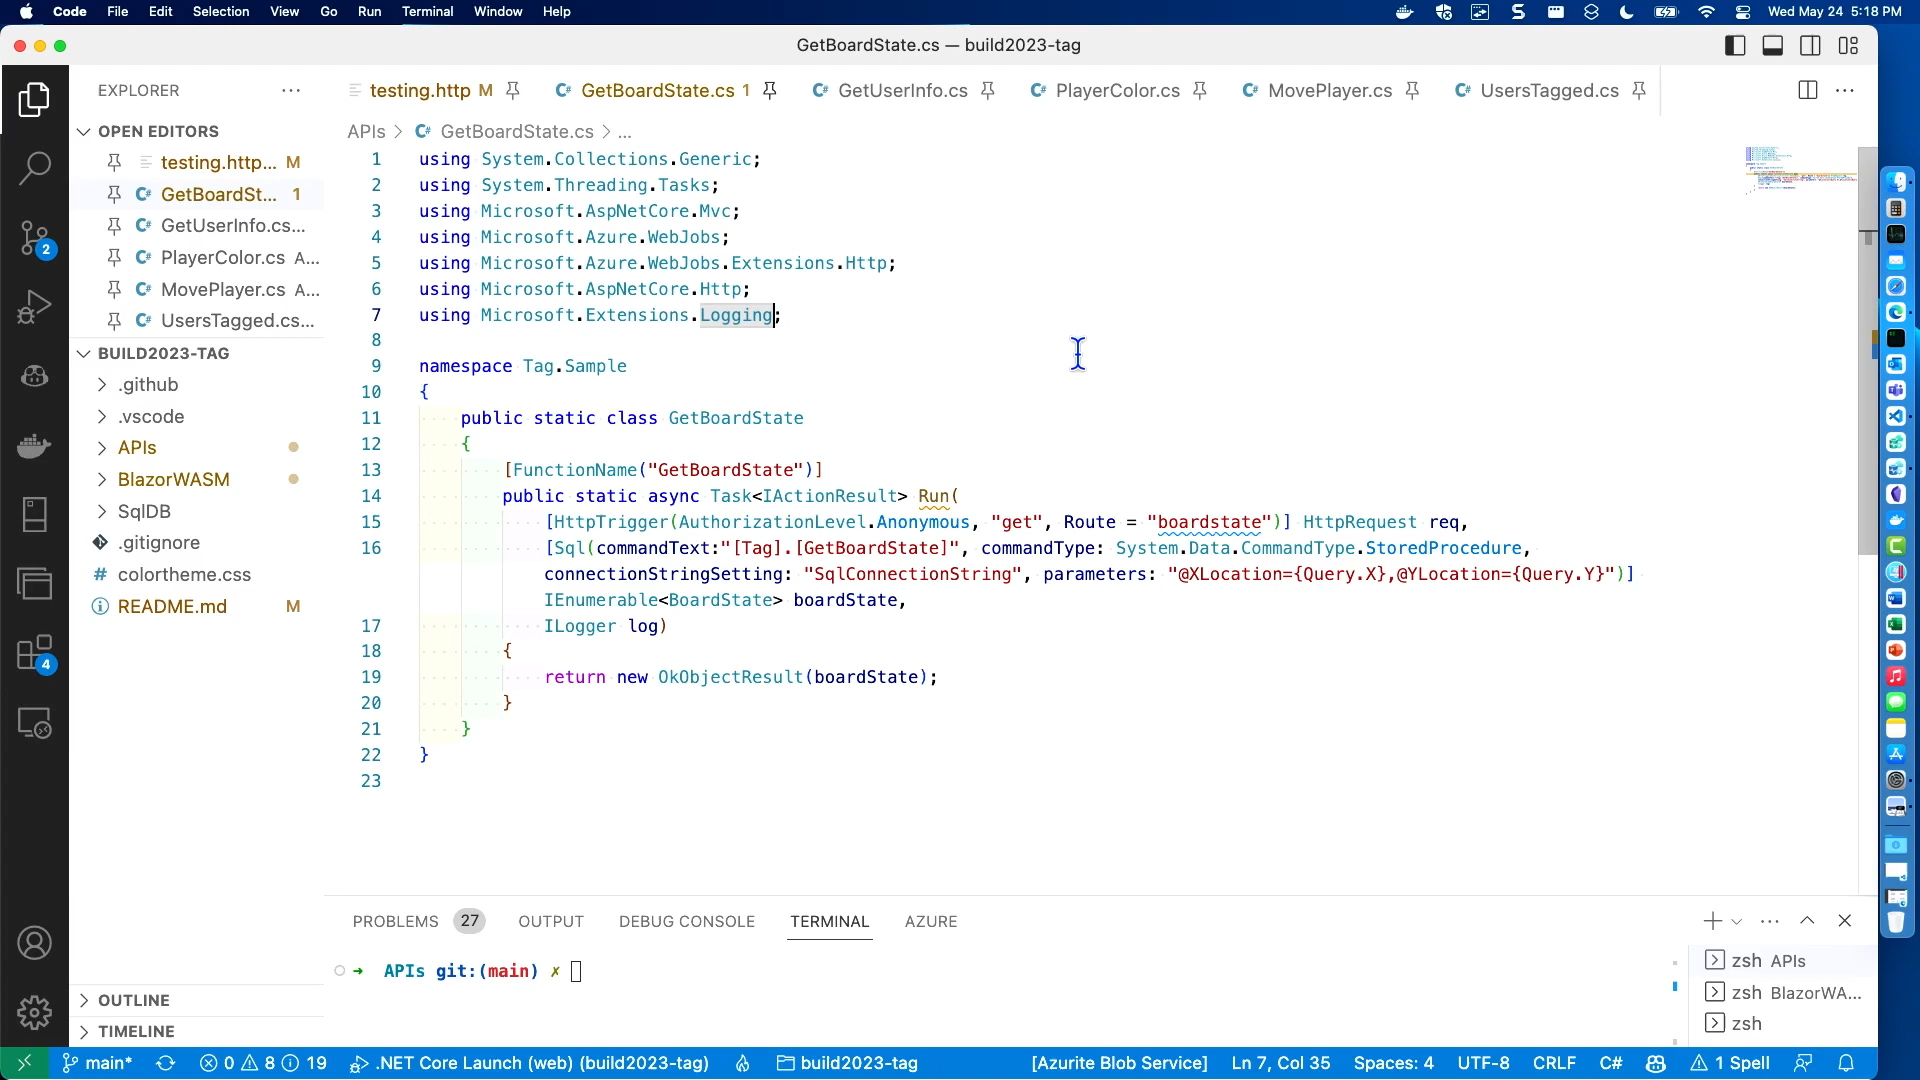 Code File Edit Selection View Go Run Terminal Window Help Wed May 24 5:18 PM
GetBoardState.cs — build2023-tag
EXPLORER
testing.http M GetBoardState.cs 1 GetUserInfo.cs PlayerColor.cs MovePlayer.cs UsersTagged.cs
OPEN EDITORS
testing.http... M
GetBoardSt... 1
GetUserInfo.cs...
PlayerColor.cs A...
MovePlayer.cs A...
UsersTagged.cs...
BUILD2023-TAG
.github
.vscode
APIs
BlazorWASM
SqlDB
.gitignore
colortheme.css
README.md M
OUTLINE
TIMELINE
2
4
APIs > GetBoardState.cs > ...
1 using System.Collections.Generic;
2 using System.Threading.Tasks;
3 using Microsoft.AspNetCore.Mvc;
4 using Microsoft.Azure.WebJobs;
5 using Microsoft.Azure.WebJobs.Extensions.Http;
6 using Microsoft.AspNetCore.Http;
7 using Microsoft.Extensions.Logging;
8
9 namespace Tag.Sample
10 {
11 public static class GetBoardState
12 {
13 [FunctionName("GetBoardState")]
14 public static async Task<IActionResult> Run(
15 [HttpTrigger(AuthorizationLevel.Anonymous, "get", Route = "boardstate")] HttpRequest req,
16 [Sql(commandText:"[Tag].[GetBoardState]", commandType: System.Data.CommandType.StoredProcedure,
connectionStringSetting: "SqlConnectionString", parameters: "@XLocation={Query.X},@YLocation={Query.Y}")]
IEnumerable<BoardState> boardState,
17 ILogger log)
18 {
19 return new OkObjectResult(boardState);
20 }
21 }
22 }
23
PROBLEMS 27 OUTPUT DEBUG CONSOLE TERMINAL AZURE
➜ APIs git:(main) ✗
zsh APIs
zsh BlazorWA...
zsh
main* 0 8 19 .NET Core Launch (web) (build2023-tag) build2023-tag [Azurite Blob Service] Ln 7, Col 35 Spaces: 4 UTF-8 CRLF C# 1 Spell